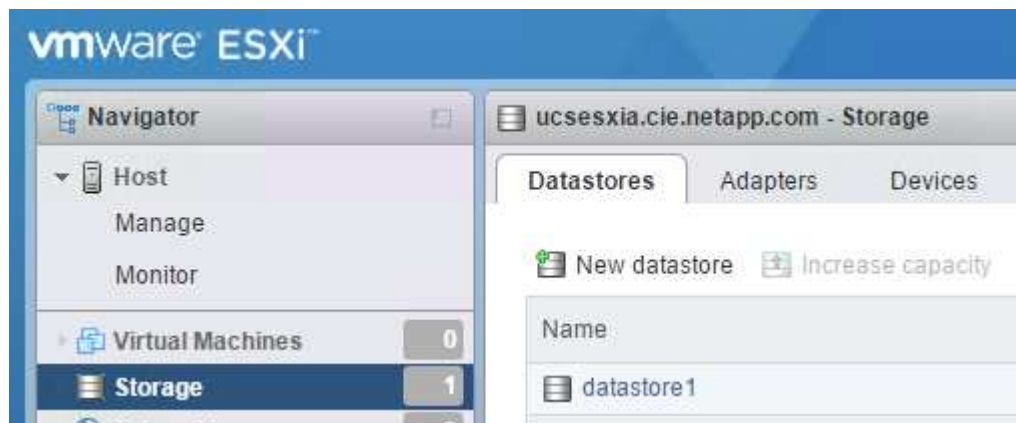 vmware ESXi™
Navigator
Host
Manage
Monitor
Virtual Machines 0
Storage 1
ucsesxia.cie.netapp.com - Storage
Datastores Adapters Devices
New datastore Increase capacity
Name
datastore1